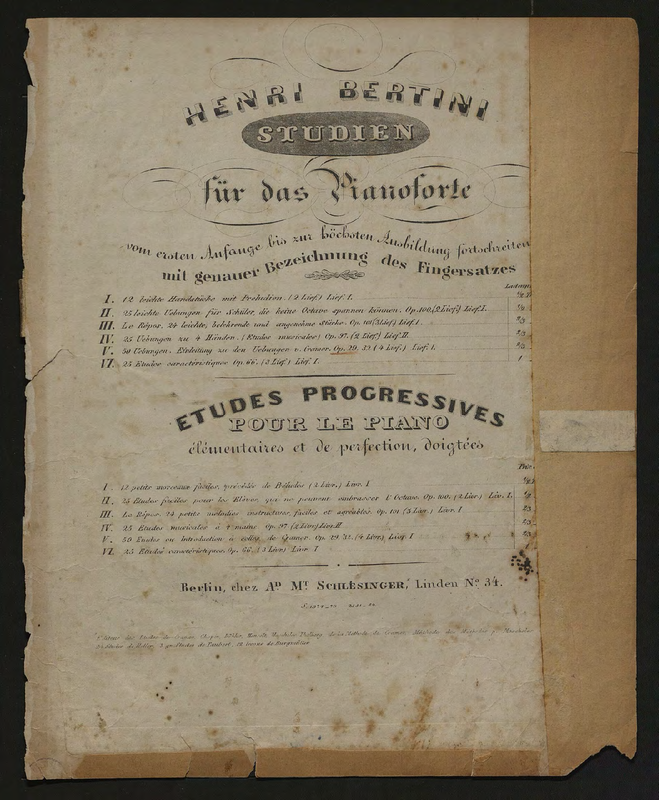 HENRI BERTINI
STUDIEN
für das Pianoforte
vom ersten Anfange bis zur höchsten Ausbildung fortschreiten
mit genauer Bezeichnung des Fingersatzes
I. 12 leichte Handstücke mit Preludien. (2 Lief.) Lief. I.
II. 25 leichte Uebungen für Schüler, die keine Octave spannen können. Op. 100. (2 Lief.) Lief. I.
III. Le Répos. 24 leichte, belehrende und angenehme Stücke. Op. 101 (3 Lief.) Lief. I.
IV. 25 Uebungen zu 4 Händen. (Etudes musicales) Op. 97. (2 Lief.) Lief. II.
V. 50 Uebungen. Einleitung zu den Uebungen v. Cramer. Op. 29. 32 (4 Lief.) Lief. I.
VI. 25 Etudes caractéristiques Op. 66. (2 Lief.) Lief. I.
ETUDES PROGRESSIVES
POUR LE PIANO
élémentaires et de perfection, doigtées
I. 12 petits morceaux faciles, précédés de Préludes (2 Livr.) Livr. I
II. 25 Etudes faciles pour les Elèves, qui ne peuvent embrasser l'Octave. Op. 100. (2 Livr.) Livr. I.
III. Le Répos. 24 petite mélodies instructives, faciles et agréables. Op. 101 (3 Livr.) Livr. I
IV. 25 Etudes musicales à 4 mains Op. 97 (2 Livr.) Livr. II
V. 50 Etudes ou Introduction à celles de Cramer Op. 29 32. (4 Livr.) Livr. I
VI. 25 Etudes caractéristiques, Op. 66. (3 Livr.) Livr. I
Berlin, chez Ad. Mt. SCHLESINGER, Linden No. 34.